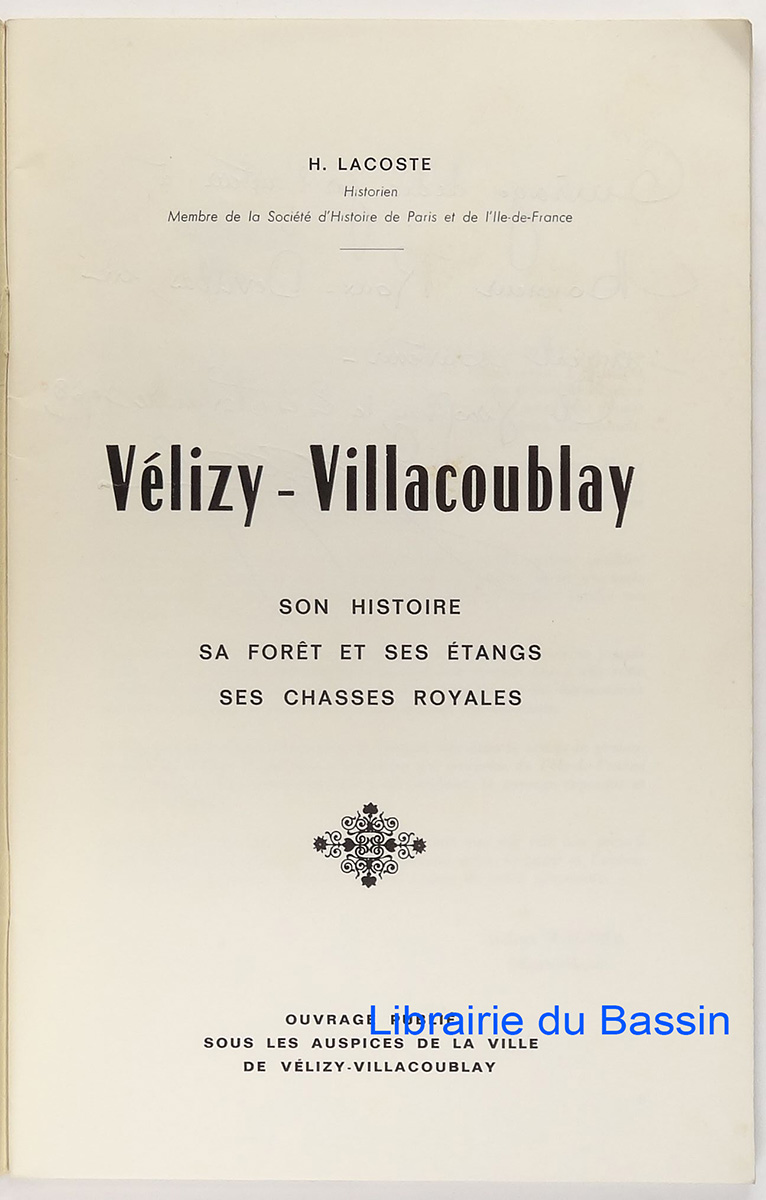 H. LACOSTE
Historien
Membre de la Société d'Histoire de Paris et de l'Ile-de-France
Vélizy - Villacoublay
SON HISTOIRE
SA FORÊT ET SES ÉTANGS
SES CHASSES ROYALES
OUVRAGE PUBLIÉ
Librairie du Bassin
SOUS LES AUSPICES DE LA VILLE
DE VÉLIZY-VILLACOUBLAY